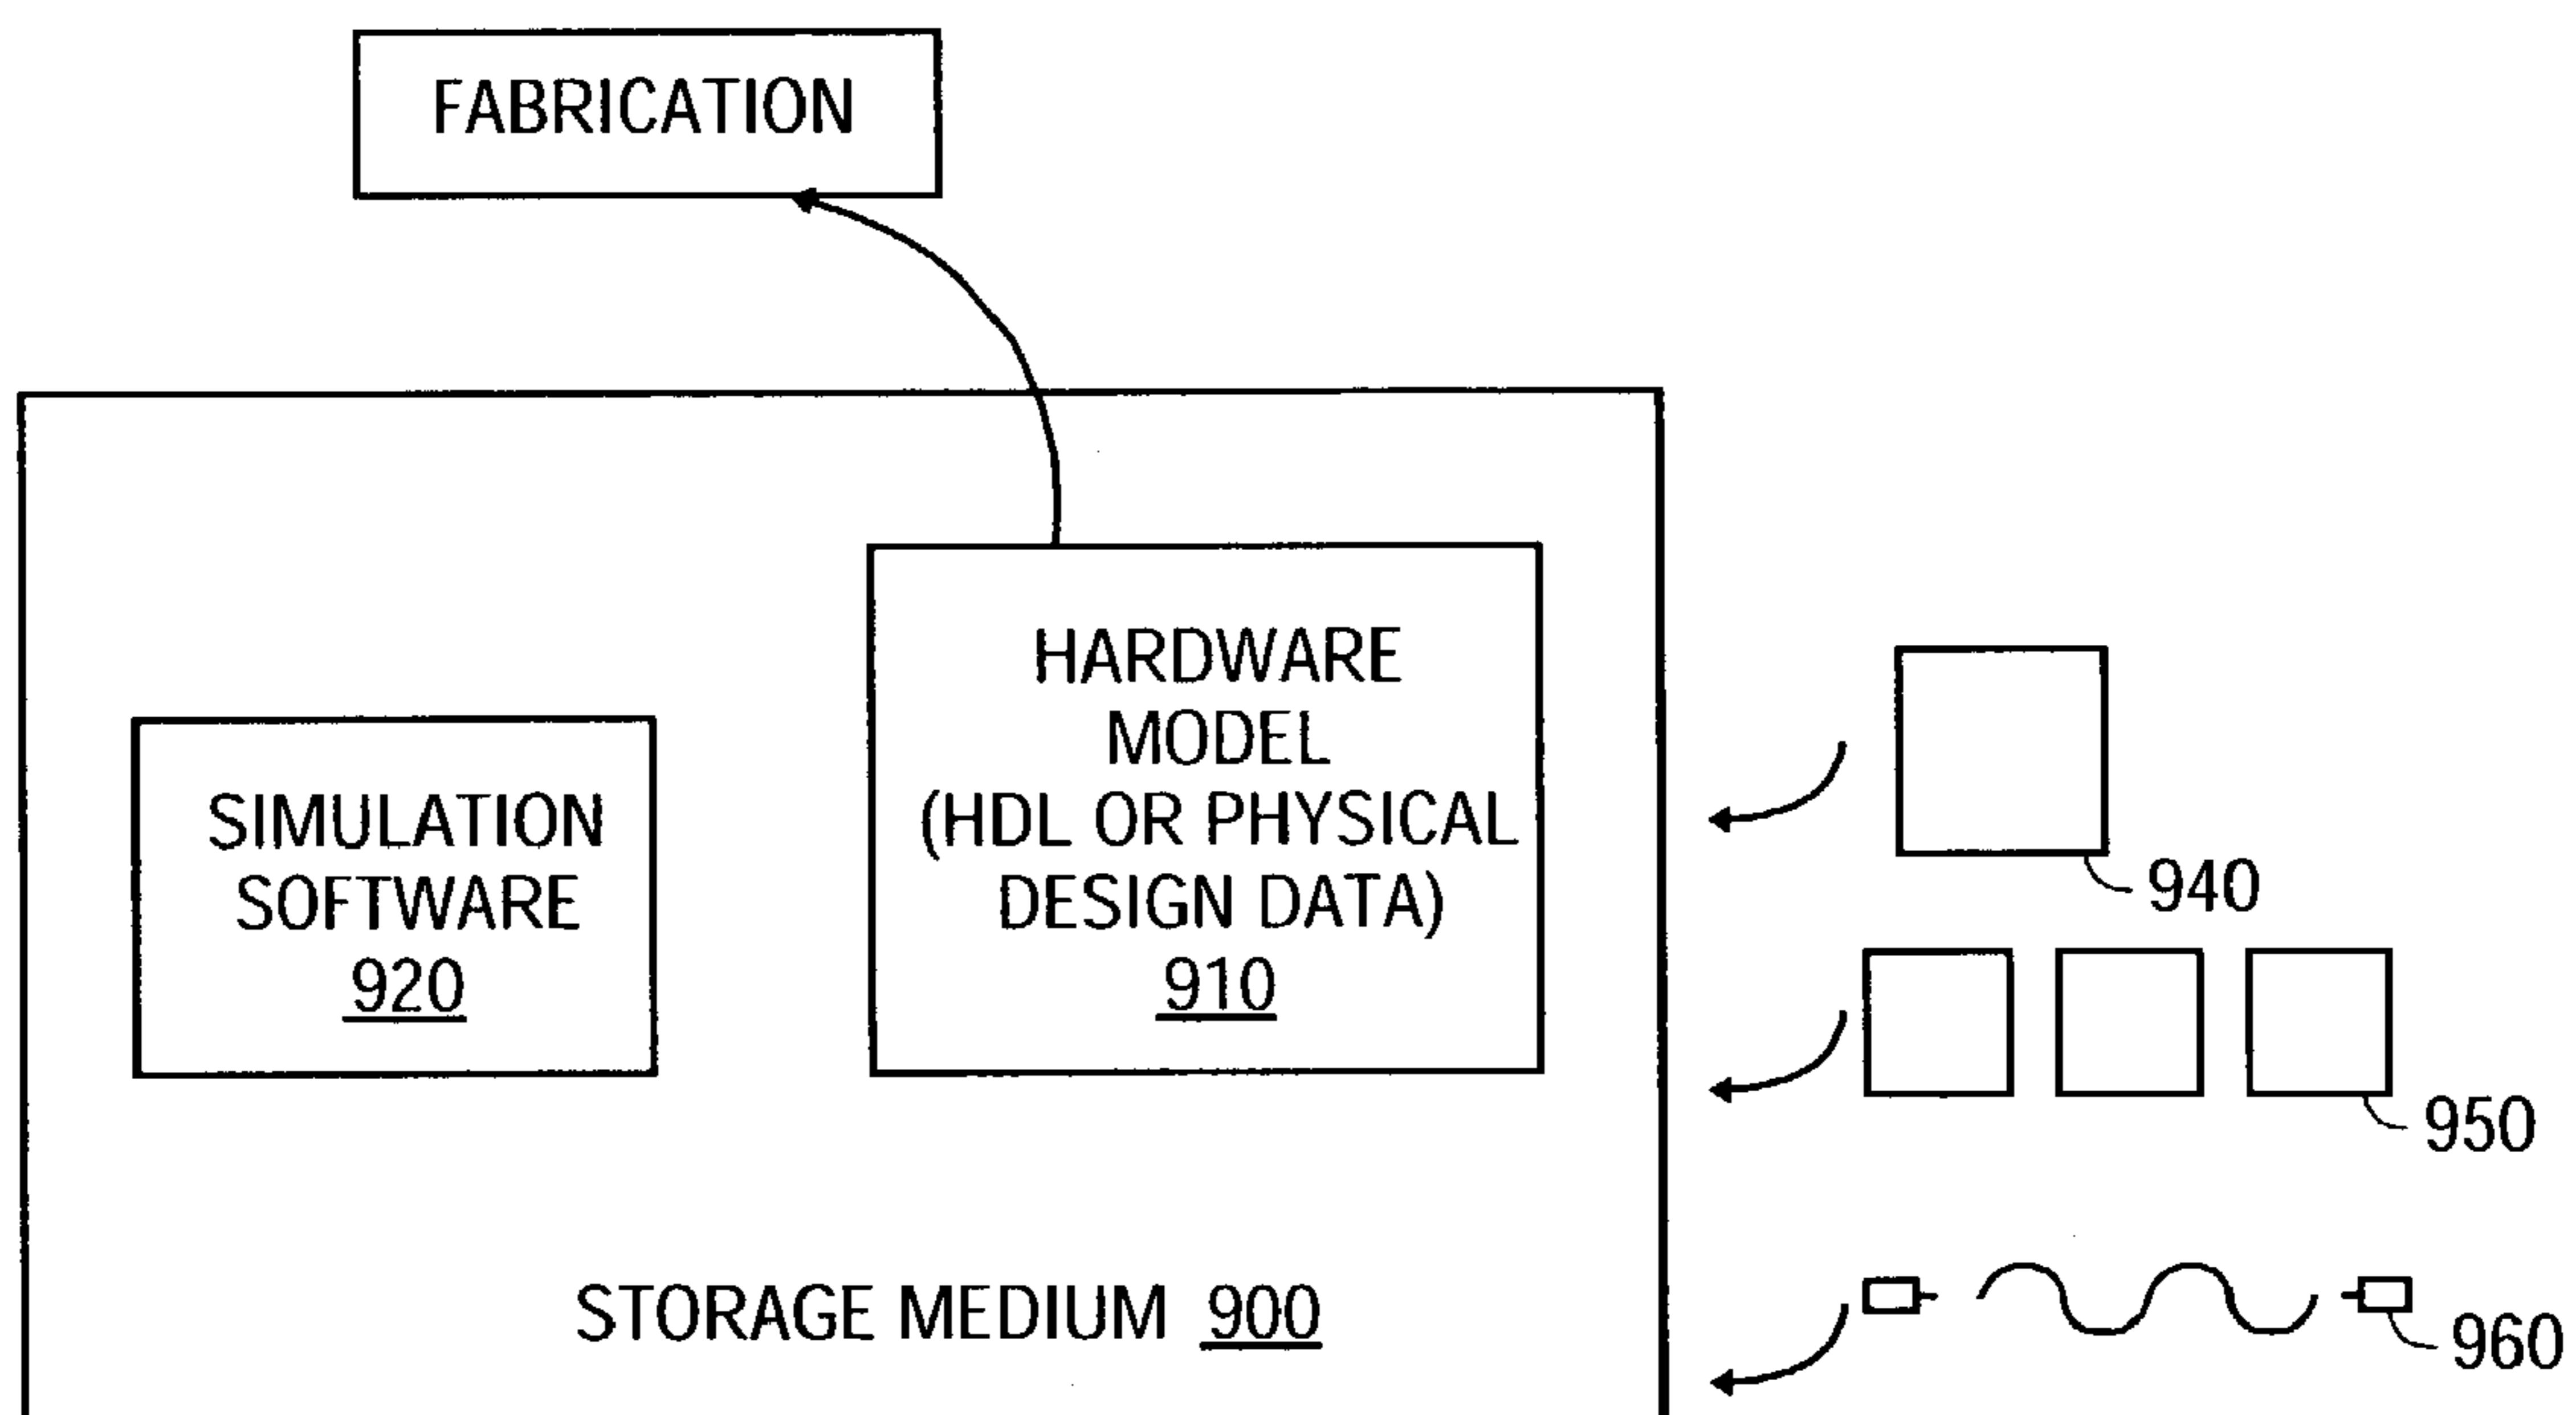 FABRICATION
HARDWARE
MODEL
(HDL OR PHYSICAL
DESIGN DATA)
910
SIMULATION
SOFTWARE
920
940
950
960
STORAGE MEDIUM 900